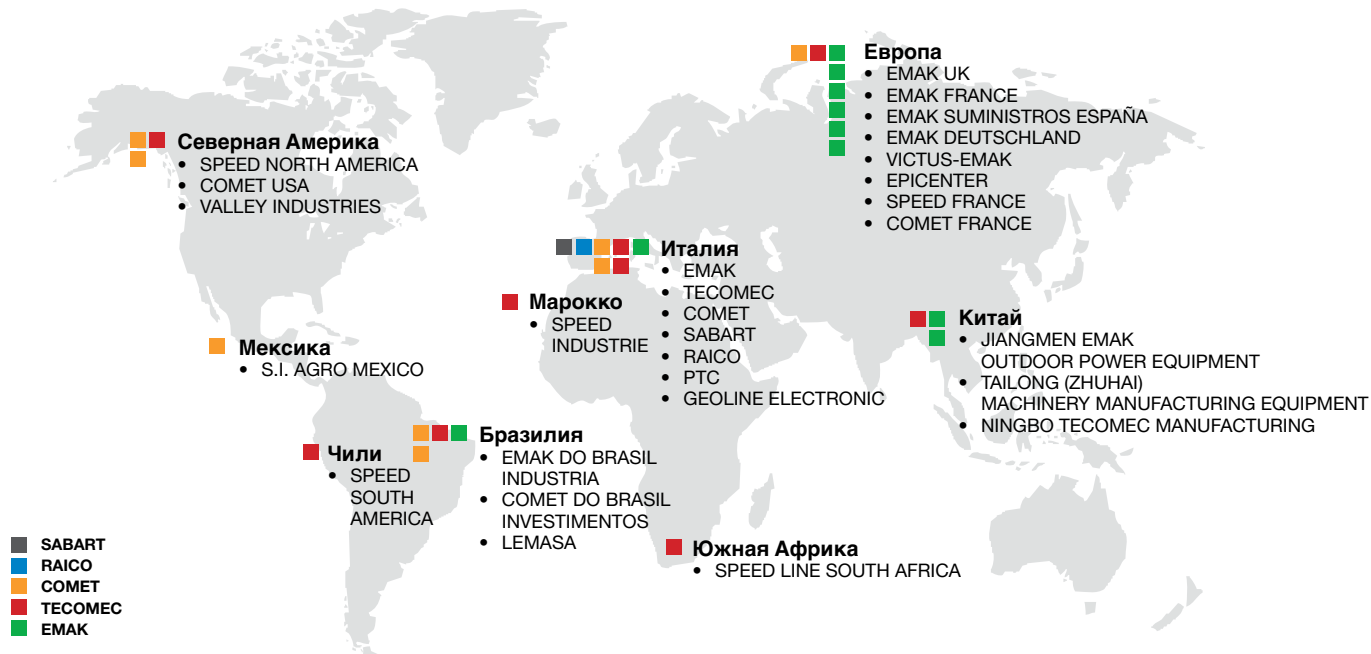 Европа
• EMAK UK
• EMAK FRANCE
• EMAK SUMINISTROS ESPAÑA
• EMAK DEUTSCHLAND
• VICTUS-EMAK
• EPICENTER
• SPEED FRANCE
• COMET FRANCE
Северная Америка
• SPEED NORTH AMERICA
• COMET USA
• VALLEY INDUSTRIES
Италия
• EMAK
• TECOMEC
• COMET
• SABART
• RAICO
• PTC
• GEOLINE ELECTRONIC
Марокко
• SPEED
INDUSTRIE
Китай
• JIANGMEN EMAK
OUTDOOR POWER EQUIPMENT
• TAILONG (ZHUHAI)
MACHINERY MANUFACTURING EQUIPMENT
• NINGBO TECOMEC MANUFACTURING
Мексика
• S.I. AGRO MEXICO
Чили
• SPEED
SOUTH
AMERICA
Бразилия
• EMAK DO BRASIL
INDUSTRIA
• COMET DO BRASIL
INVESTIMENTOS
• LEMASA
Южная Африка
• SPEED LINE SOUTH AFRICA
SABART
RAICO
COMET
TECOMEC
EMAK